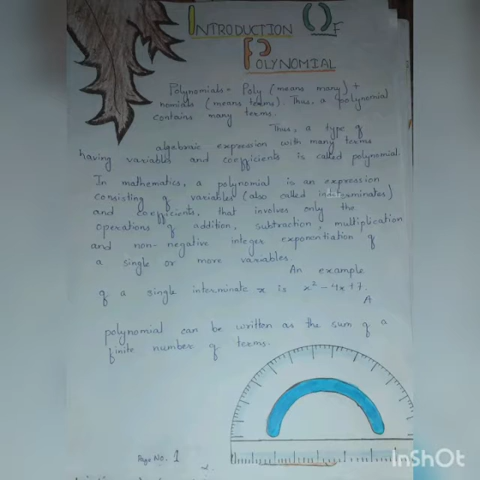 INTRODUCTION OF
POLYNOMIAL
Polynomials = Poly (means many) +
nominals (means terms). Thus, a polynomial
contains many terms.
Thus, a type of
algebraic expression with many terms
having variables and coefficients is called polynomial.
In mathematics, a polynomial is an expression
consisting of variables (also called indeterminates)
and coefficients, that involves only the
operations of addition, subtraction, multiplication
and non-negative integer exponentiation of
a single or more variables
An example
of a single interminate x is x² - 4x + 7.
A
polynomial can be written as the sum of a
finite number of terms.
Page No. 1
InShOt